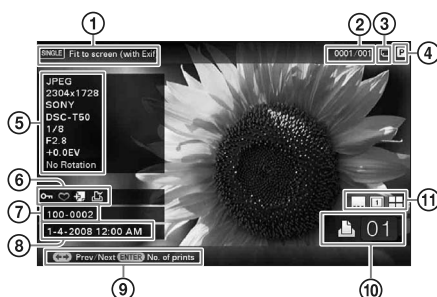 ① ② ③ ④
SINGLE Fit to screen (with Exif 0001/001 P
⑤
JPEG
2304x1728
SONY
DSC-T50
1/8
F2.8
+0.0EV
No Rotation
⑥
⑦ 100-0002
⑧ 1-4-2008 12:00 AM
⑪ 1
01
Prev/Next ENTER No. of prints
⑨ ⑩